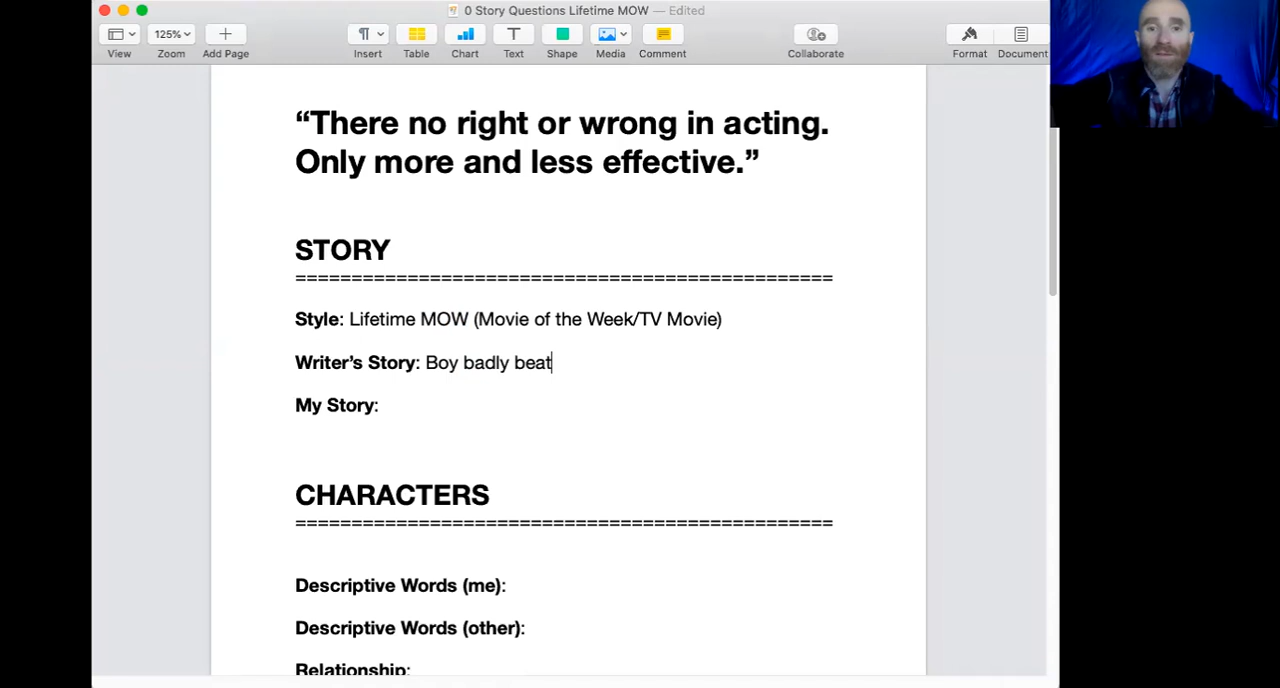 0 Story Questions Lifetime MOW — Edited
125%
View Zoom Add Page Insert Table Chart Text Shape Media Comment Collaborate Format Document
“There no right or wrong in acting.
Only more and less effective.”
STORY
================================================
Style: Lifetime MOW (Movie of the Week/TV Movie)
Writer’s Story: Boy badly beat
My Story:
CHARACTERS
================================================
Descriptive Words (me):
Descriptive Words (other):
Relationship: